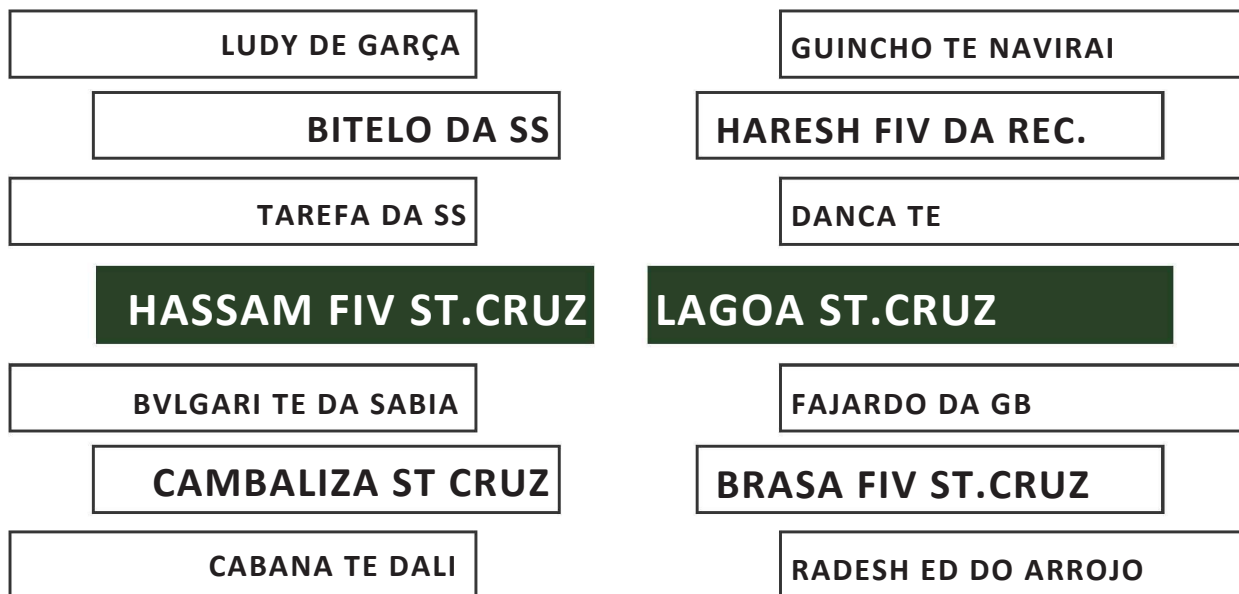 LUDY DE GARÇA
BITELO DA SS
TAREFA DA SS
HASSAM FIV ST.CRUZ
BVLGARI TE DA SABIA
CAMBALIZA ST CRUZ
CABANA TE DALI
GUINCHO TE NAVIRAI
HARESH FIV DA REC.
DANCA TE
LAGOA ST.CRUZ
FAJARDO DA GB
BRASA FIV ST.CRUZ
RADESH ED DO ARROJO